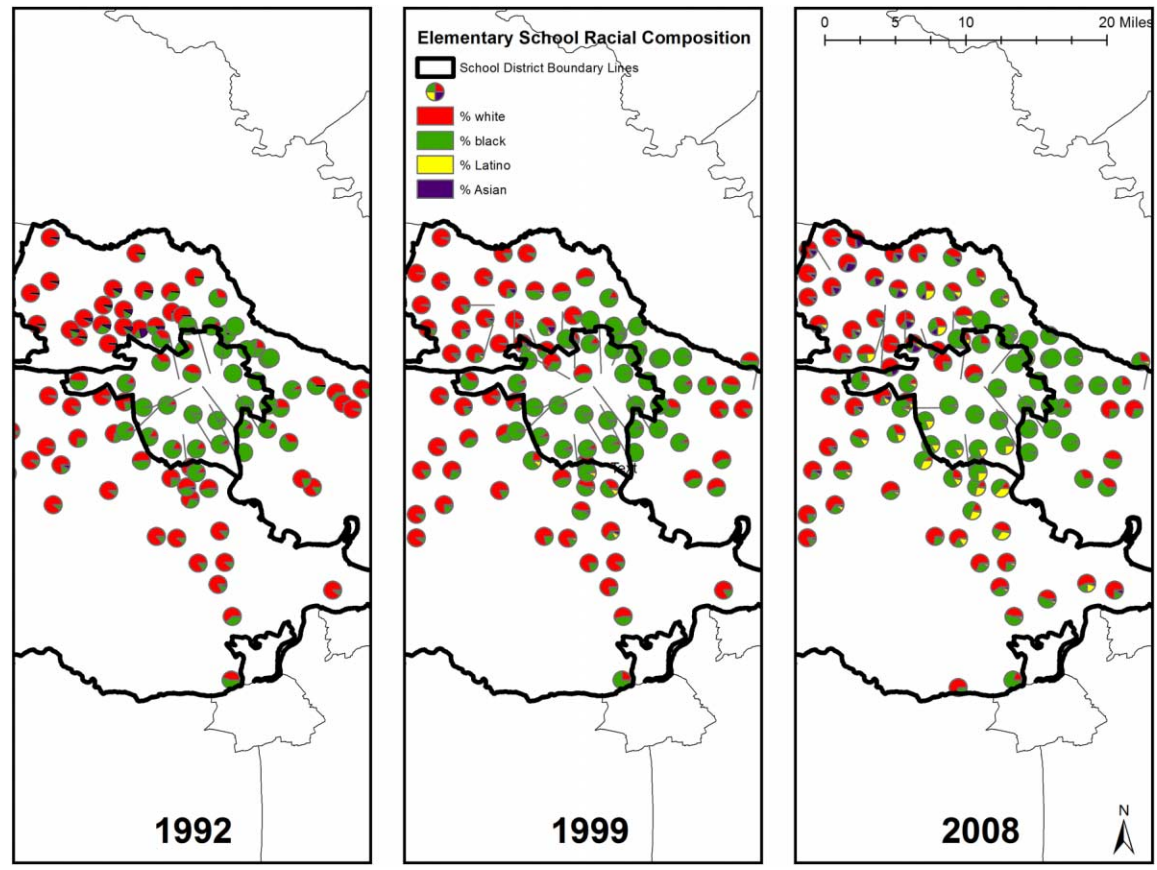 Elementary School Racial Composition
School District Boundary Lines
% white
% black
% Latino
% Asian
0 5 10 20 Miles
Text
1992
1999
2008
N